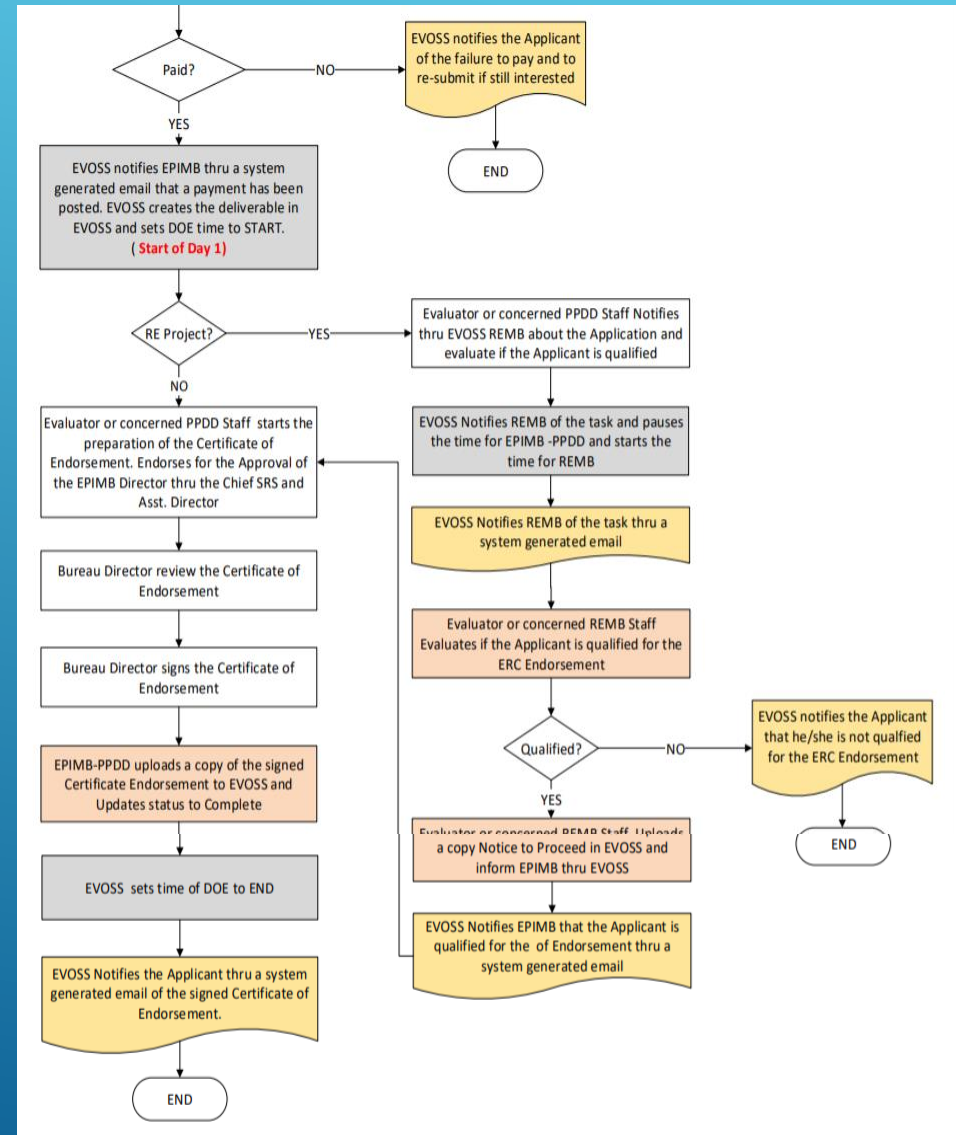 Paid?
NO
EVOSS notifies the Applicant
of the failure to pay and to
re-submit if still interested
END
YES
EVOSS notifies EPIMB thru a system
generated email that a payment has been
posted. EVOSS creates the deliverable in
EVOSS and sets DOE time to START.
( Start of Day 1)
RE Project?
YES
Evaluator or concerned PPDD Staff Notifies
thru EVOSS REMB about the Application and
evaluate if the Applicant is qualified
NO
Evaluator or concerned PPDD Staff starts the
preparation of the Certificate of
Endorsement. Endorses for the Approval of
the EPIMB Director thru the Chief SRS and
Asst. Director
EVOSS Notifies REMB of the task and pauses
the time for EPIMB -PPDD and starts the
time for REMB
EVOSS Notifies REMB of the task thru a
system generated email
Bureau Director review the Certificate of
Endorsement
Evaluator or concerned REMB Staff
Evaluates if the Applicant is qualified for the
ERC Endorsement
Bureau Director signs the Certificate of
Endorsement
Qualified?
NO
EVOSS notifies the Applicant
that he/she is not qualfied
for the ERC Endorsement
END
YES
EPIMB-PPDD uploads a copy of the signed
Certificate Endorsement to EVOSS and
Updates status to Complete
Evaluator or concerned REMB Staff Uploads
a copy Notice to Proceed in EVOSS and
inform EPIMB thru EVOSS
EVOSS sets time of DOE to END
EVOSS Notifies EPIMB that the Applicant is
qualified for the of Endorsement thru a
system generated email
EVOSS Notifies the Applicant thru a system
generated email of the signed Certificate of
Endorsement.
END